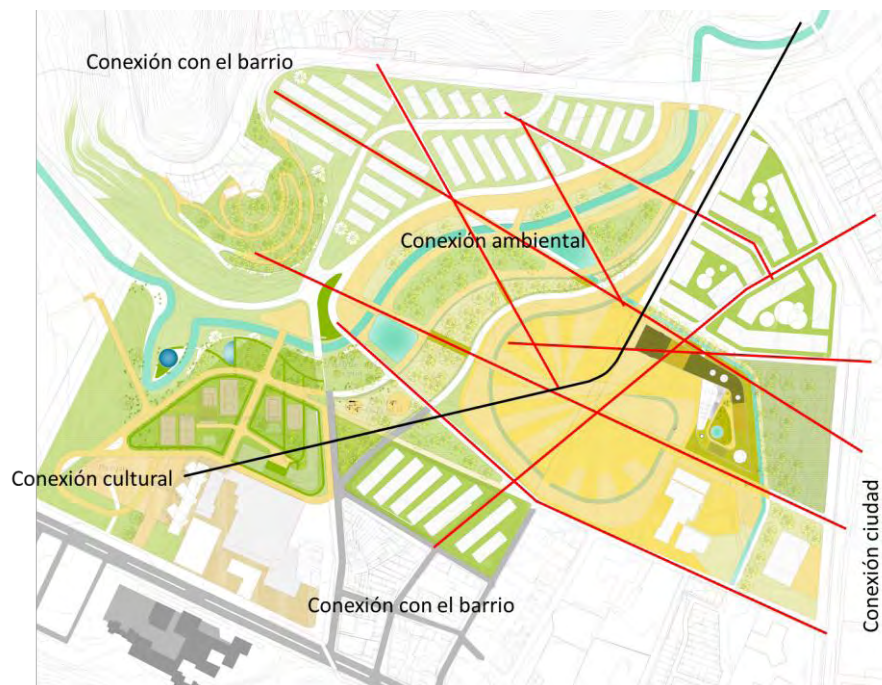 Conexión con el barrio
Conexión ambiental
Conexión cultural
Conexión con el barrio
Conexión ciudad